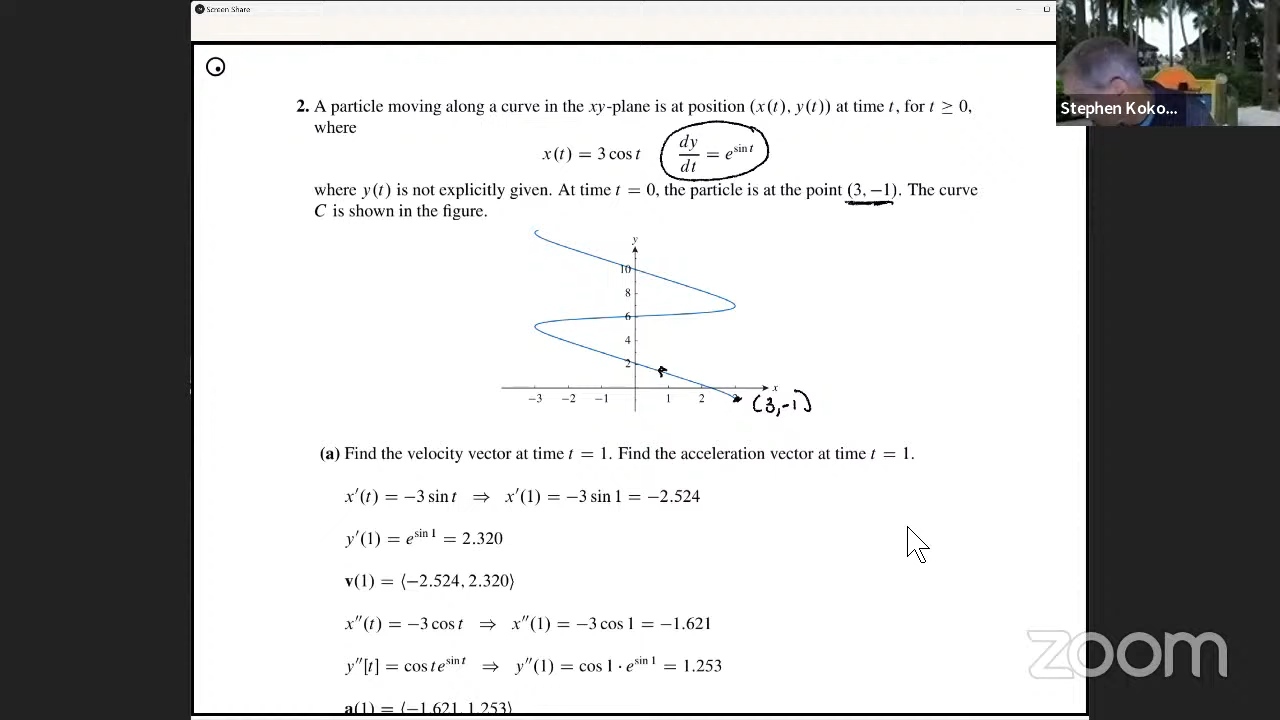 Screen Share
Stephen Koko...
2. A particle moving along a curve in the xy-plane is at position (x(t), y(t)) at time t, for t ≥ 0,
where
x(t) = 3 cos t dy/dt = e^{sin t}
where y(t) is not explicitly given. At time t = 0, the particle is at the point (3, −1). The curve
C is shown in the figure.
y
10
8
6
4
2
x
−3 −2 −1 1 2
(3,-1)
(a) Find the velocity vector at time t = 1. Find the acceleration vector at time t = 1.
x′(t) = −3 sin t ⇒ x′(1) = −3 sin 1 = −2.524
y′(1) = e^{sin 1} = 2.320
v(1) = ⟨−2.524, 2.320⟩
x″(t) = −3 cos t ⇒ x″(1) = −3 cos 1 = −1.621
y″[t] = cos t e^{sin t} ⇒ y″(1) = cos 1 · e^{sin 1} = 1.253
a(1) = ⟨−1.621, 1.253⟩
zoom